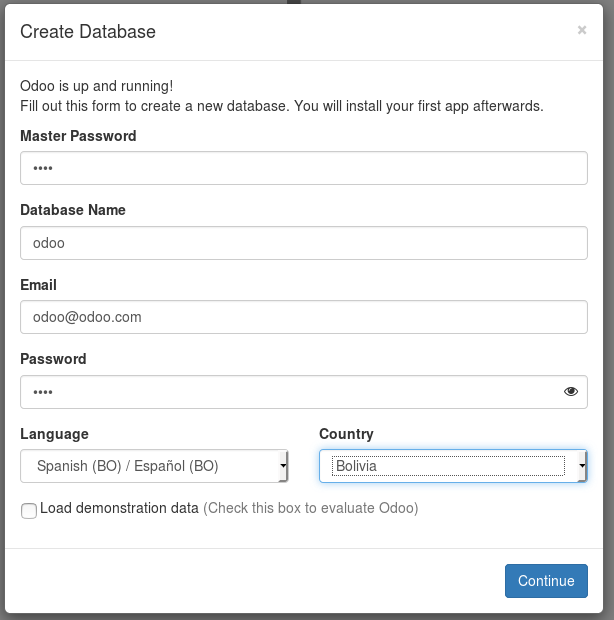 Create Database
×
Odoo is up and running!
Fill out this form to create a new database. You will install your first app afterwards.
Master Password
••••
Database Name
odoo
Email
odoo@odoo.com
Password
••••
Language Country
Spanish (BO) / Español (BO) Bolivia
Load demonstration data (Check this box to evaluate Odoo)
Continue